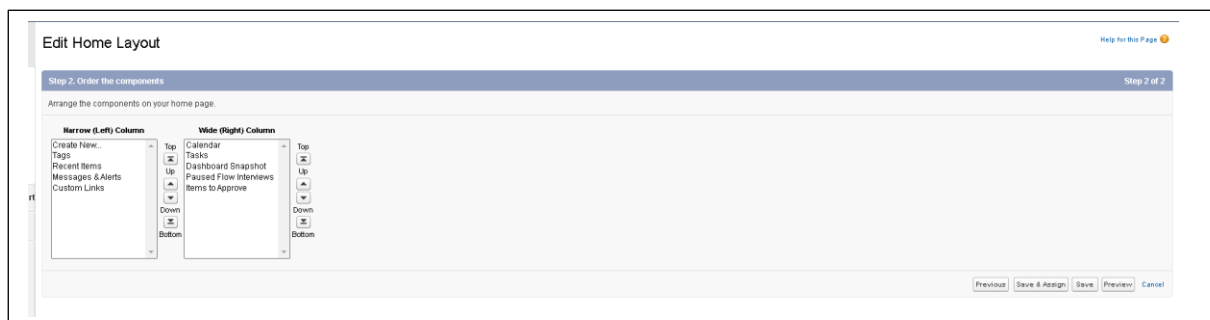 Edit Home Layout
Help for this Page
Step 2. Order the components
Step 2 of 2
Arrange the components on your home page.
Narrow (Left) Column
Create New...
Tags
Recent Items
Messages & Alerts
Custom Links
Top
Up
Down
Bottom
Wide (Right) Column
Calendar
Tasks
Dashboard Snapshot
Paused Flow Interviews
Items to Approve
Top
Up
Down
Bottom
Previous Save & Assign Save Preview Cancel
rt